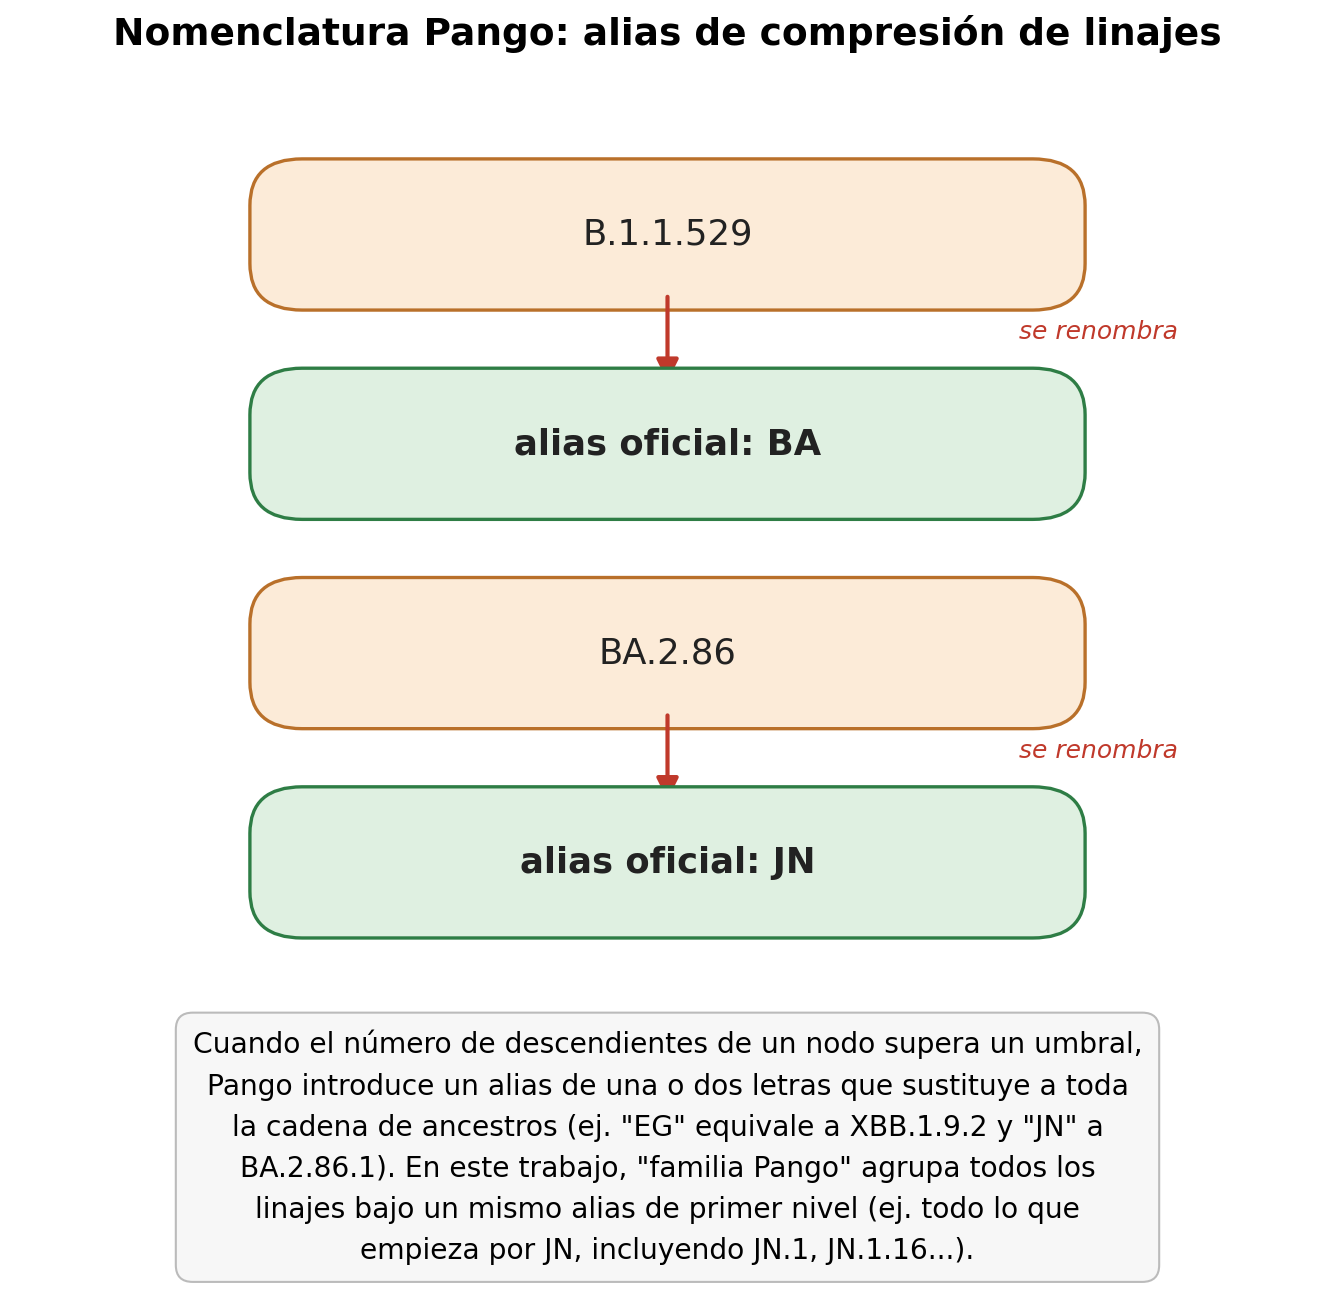 Nomenclatura Pango: alias de compresión de linajes
B.1.1.529
se renombra
alias oficial: BA
BA.2.86
se renombra
alias oficial: JN
Cuando el número de descendientes de un nodo supera un umbral,
Pango introduce un alias de una o dos letras que sustituye a toda
la cadena de ancestros (ej. "EG" equivale a XBB.1.9.2 y "JN" a
BA.2.86.1). En este trabajo, "familia Pango" agrupa todos los
linajes bajo un mismo alias de primer nivel (ej. todo lo que
empieza por JN, incluyendo JN.1, JN.1.16...).